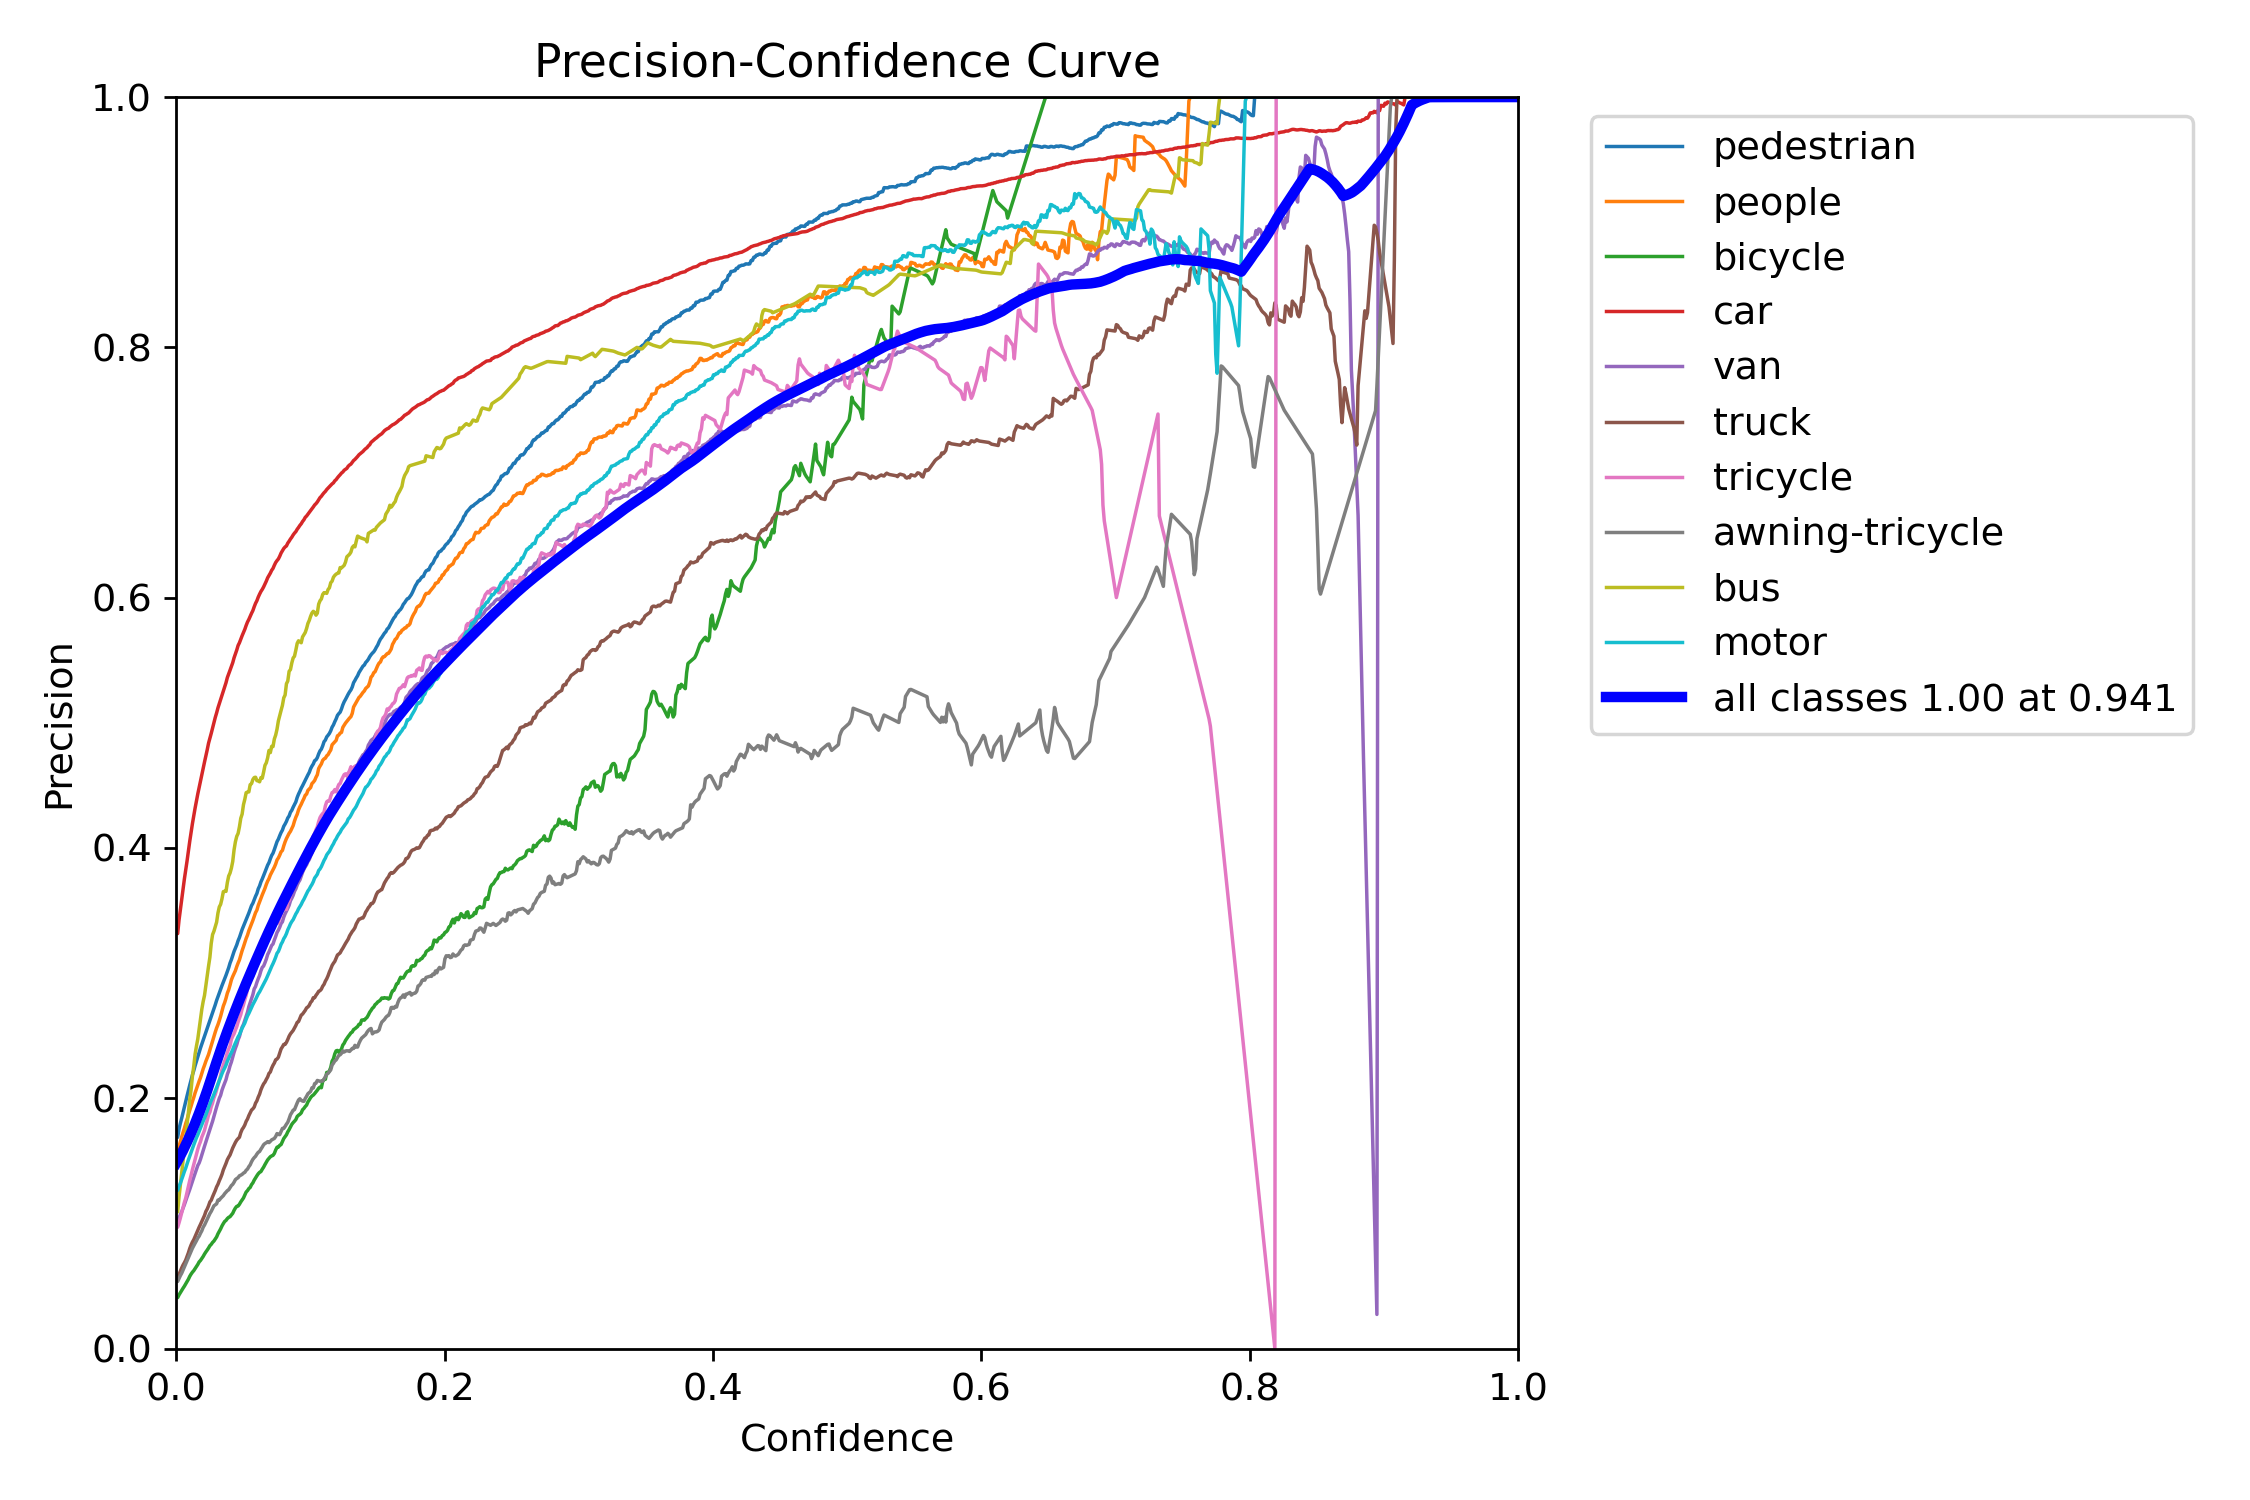 Precision-Confidence Curve
Precision
1.0
0.8
0.6
0.4
0.2
0.0
0.0 0.2 0.4 0.6 0.8 1.0
Confidence
pedestrian
people
bicycle
car
van
truck
tricycle
awning-tricycle
bus
motor
all classes 1.00 at 0.941